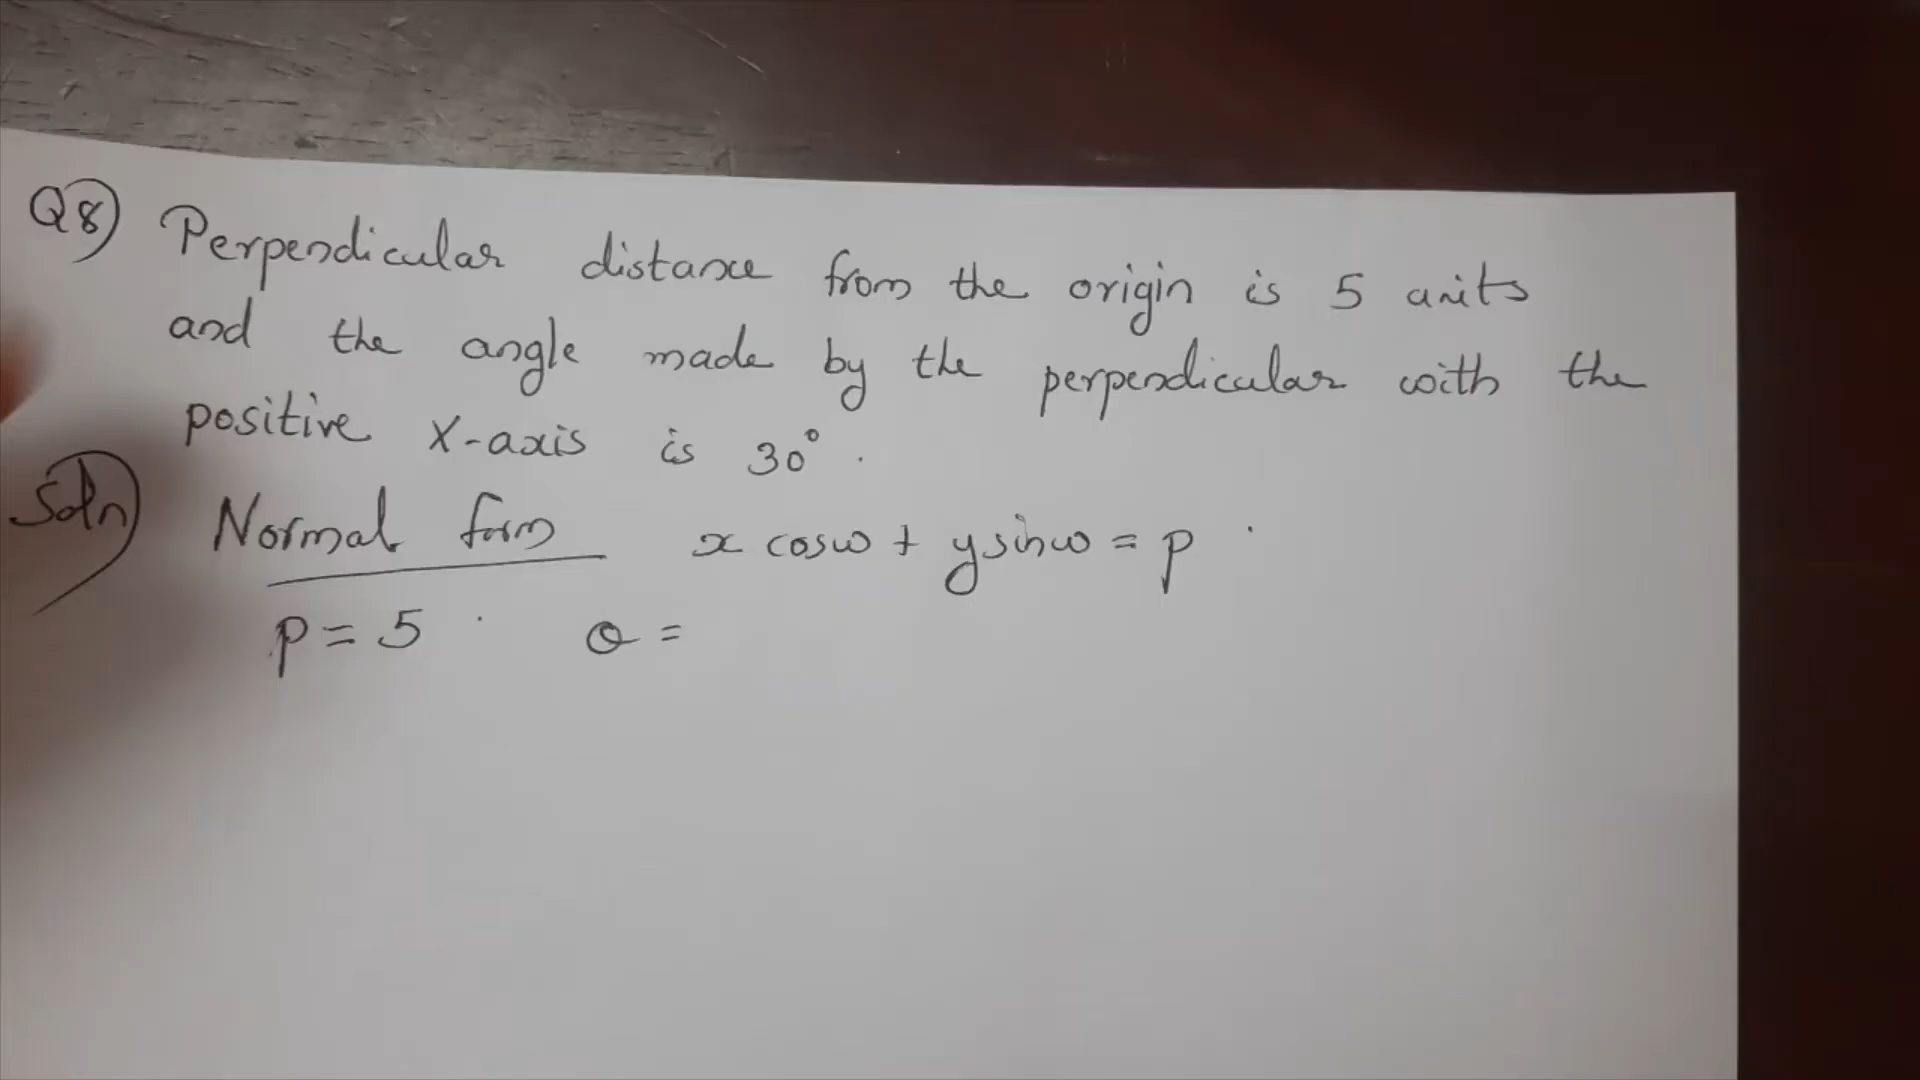 Q8) Perpendicular distance from the origin is 5 units
and the angle made by the perpendicular with the
positive X-axis is 30°.
Soln) Normal form x cosω + y sinω = p
p = 5 θ =